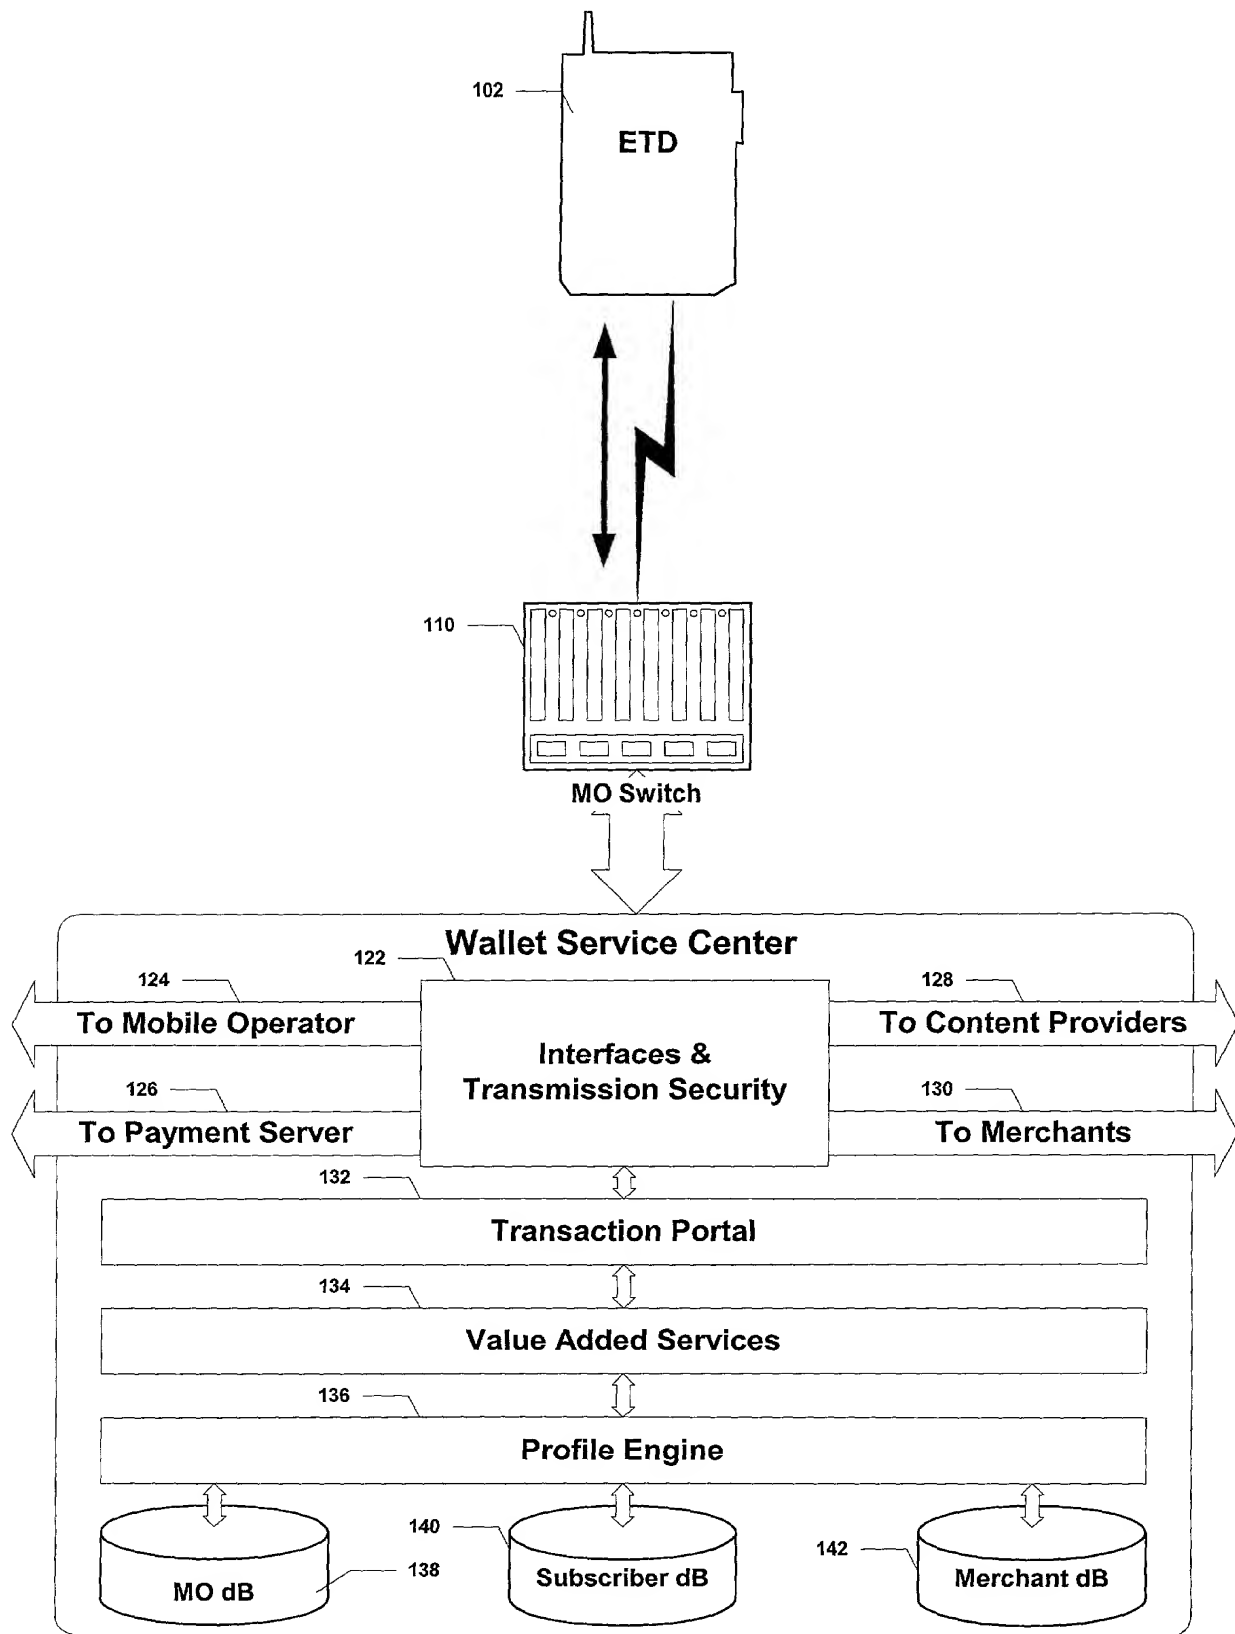 102
ETD
110
MO Switch
Wallet Service Center
122
124
128
To Mobile Operator
To Content Providers
Interfaces &
Transmission Security
126
130
To Payment Server
To Merchants
132
Transaction Portal
134
Value Added Services
136
Profile Engine
140
142
138
MO dB
Subscriber dB
Merchant dB